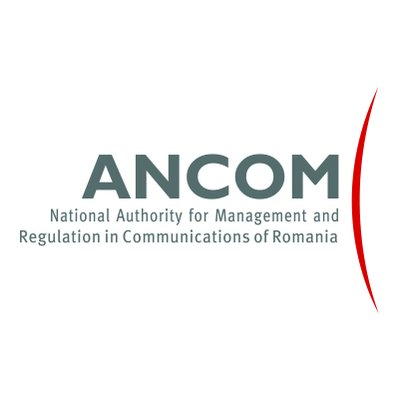 ANCOM
National Authority for Management and
Regulation in Communications of Romania